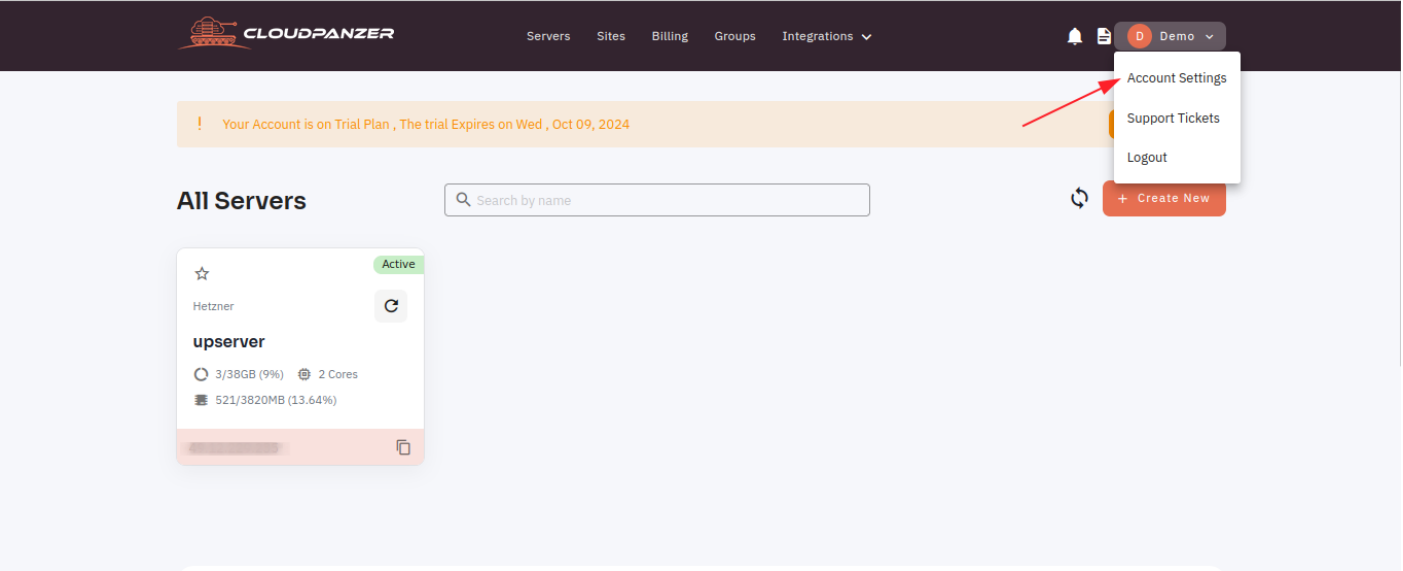 CLOUDPANZER
Servers Sites Billing Groups Integrations
D Demo
Account Settings
Support Tickets
Logout
! Your Account is on Trial Plan , The trial Expires on Wed , Oct 09, 2024
All Servers
Search by name
+ Create New
Active
Hetzner
upserver
3/38GB (9%) 2 Cores
521/3820MB (13.64%)